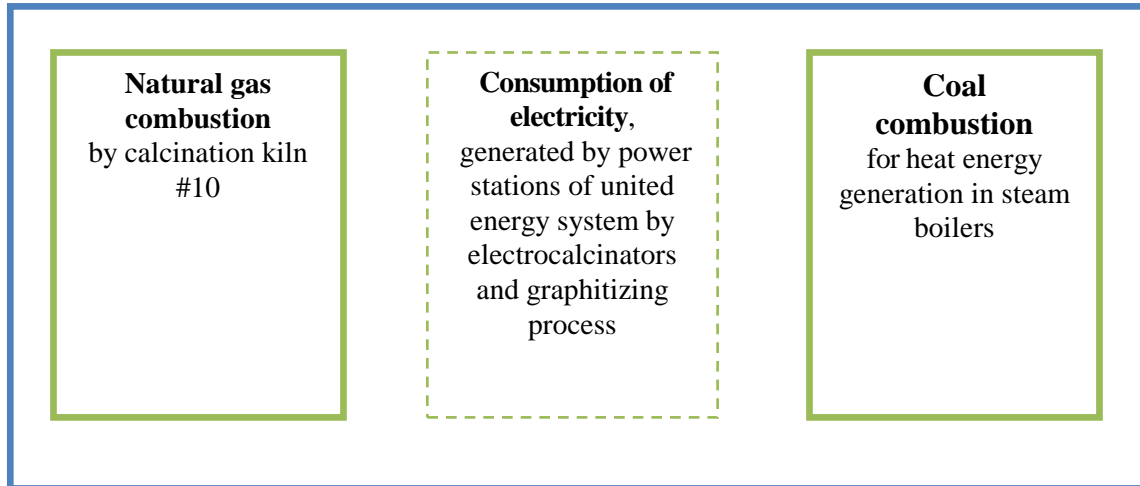 Natural gas
combustion
by calcination kiln
#10
Consumption of
electricity,
generated by power
stations of united
energy system by
electrocalcinators
and graphitizing
process
Coal
combustion
for heat energy
generation in steam
boilers